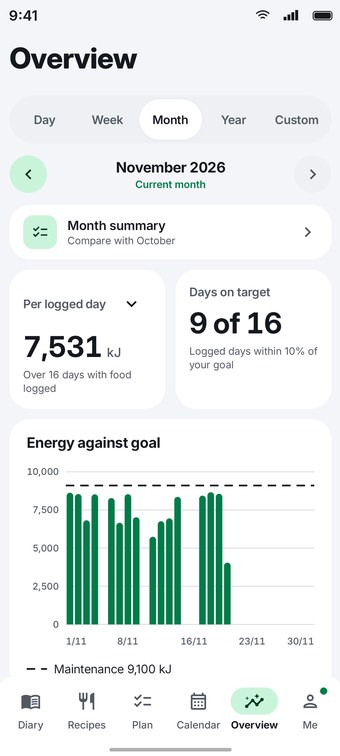 9:41
Overview
Day Week Month Year Custom
November 2026
Current month
Month summary
Compare with October
Per logged day
7,531 kJ
Over 16 days with food
logged
Days on target
9 of 16
Logged days within 10% of
your goal
Energy against goal
10,000
7,500
5,000
2,500
0
1/11 8/11 16/11 23/11 30/11
Maintenance 9,100 kJ
Diary Recipes Plan Calendar Overview Me